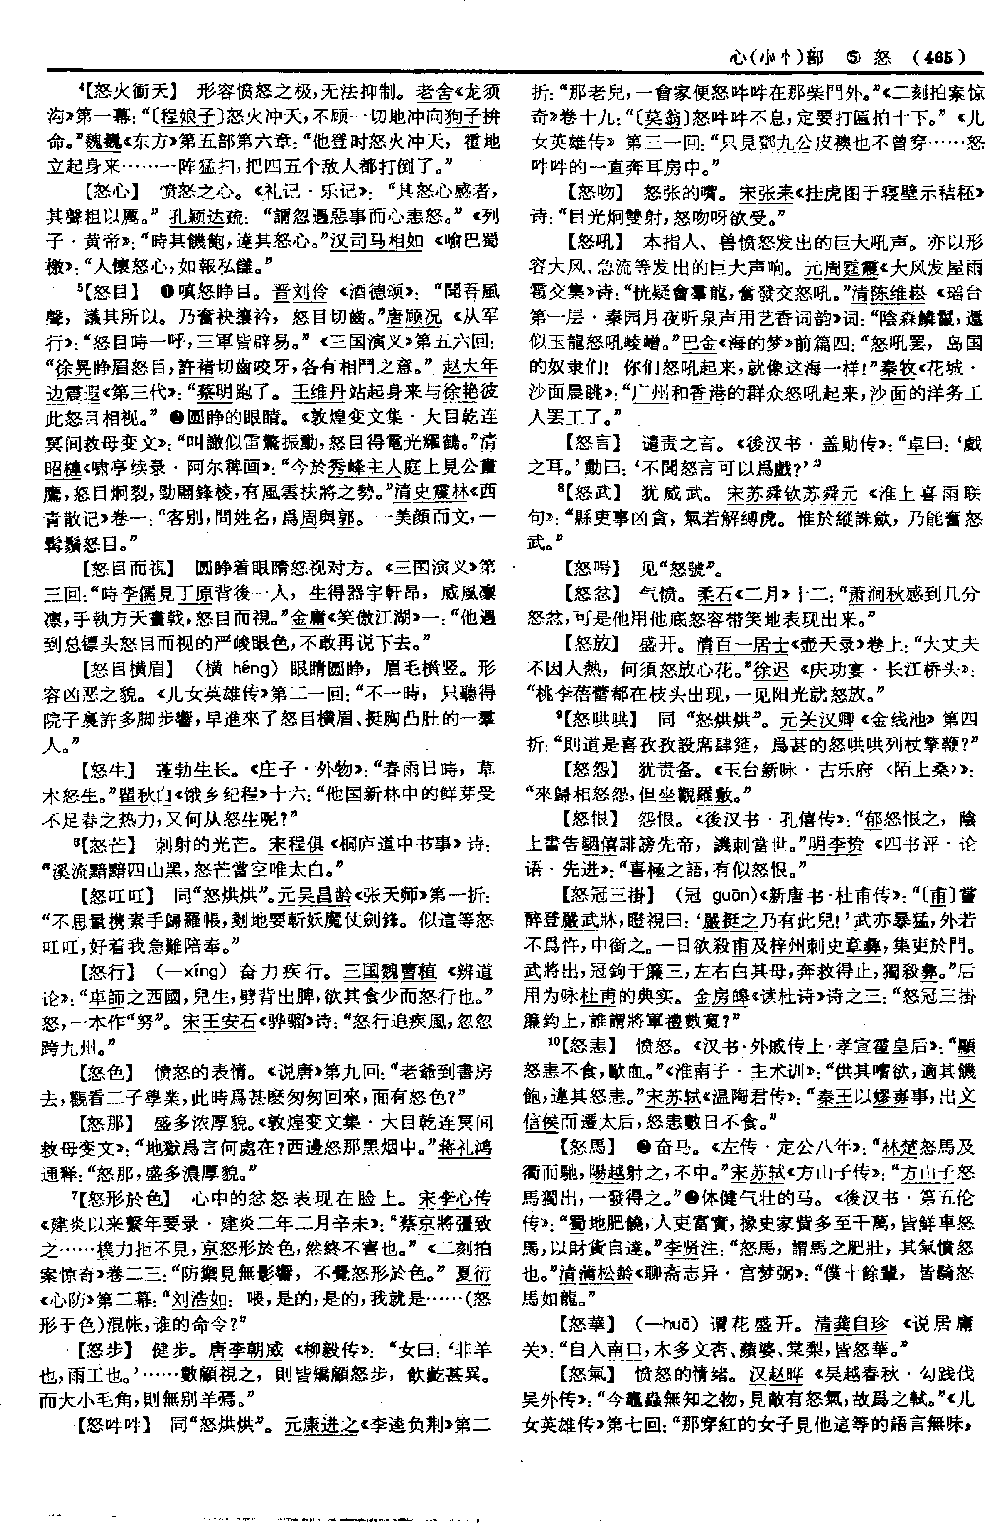 心(小忄)部 ⑤ 怒 (465)
⁴【怒火衝天】 形容愤怒之极,无法抑制。老舍《龙须
沟》第一幕:“〔程娘子〕怒火冲天,不顾一切地冲向狗子拚
命。”魏巍《东方》第五部第六章:“他登时怒火冲天,霍地
立起身来……一阵猛扫,把四五个敌人都打倒了。”
【怒心】 愤怒之心。《礼记·乐记》:“其怒心感者,
其聲粗以厲。”孔颖达疏:“謂忽遇惡事而心恚怒。”《列
子·黄帝》:“時其饑飽,達其怒心。”汉司马相如《喻巴蜀
檄》:“人懷怒心,如報私讎。”
⁵【怒目】 ❶嗔怒睁目。晋刘伶《酒德颂》:“聞吾風
聲,議其所以。乃奮袂攘衿,怒目切齒。”唐顾况《从军
行》:“怒目時一呼,三軍皆辟易。”《三国演义》第五六回:
“徐晃睁眉怒目,許褚切齒咬牙,各有相鬥之意。”赵大年
边震遐《第三代》:“蔡明跑了。王维丹站起身来与徐艳彼
此怒目相视。”❷圆睁的眼睛。《敦煌变文集·大目乾连
冥间救母变文》:“叫譀似雷驚振動,怒目得電光耀鶴。”清
昭槤《啸亭续录·阿尔稗画》:“今於秀峰主人庭上見公畫
鷹,怒目炯裂,勁翮鋒棱,有風雲扶將之勢。”清史震林《西
青散记》卷一:“客别,問姓名,爲周與郭。一美顔而文,一
髯鬚怒目。”
【怒目而視】 圆睁着眼睛怒视对方。《三国演义》第
三回:“時李儒見丁原背後一人,生得器宇軒昂,威風凛
凛,手執方天畫戟,怒目而視。”金庸《笑傲江湖》一:“他遇
到总镖头怒目而视的严峻眼色,不敢再说下去。”
【怒目横眉】 (横 héng) 眼睛圆睁,眉毛横竖。形
容凶恶之貌。《儿女英雄传》第二一回:“不一時,只聽得
院子裏許多脚步響,早進來了怒目横眉、挺胸凸肚的一羣
人。”
【怒生】 蓬勃生长。《庄子·外物》:“春雨日時,草
木怒生。”瞿秋白《饿乡纪程》十六:“他国新林中的鲜芽受
不足春之热力,又何从怒生呢?”
⁶【怒芒】 刺射的光芒。宋程俱《桐庐道中书事》诗:
“溪流黯黯四山黑,怒芒當空唯太白。”
【怒叿叿】 同“怒烘烘”。元吴昌龄《张天师》第一折:
“不思量携素手歸羅帳,剗地要斬妖魔仗劍鋒。似這等怒
叿叿,好着我急難陪奉。”
【怒行】 (—xíng) 奋力疾行。三国魏曹植《辨道
论》:“車師之西國,兒生,劈背出脾,欲其食少而怒行也。”
怒,一本作“努”。宋王安石《骅骝》诗:“怒行追疾風,忽忽
跨九州。”
【怒色】 愤怒的表情。《说唐》第九回:“老爺到書房
去,觀看二子學業,此時爲甚麽匆匆回來,面有怒色?”
【怒那】 盛多浓厚貌。《敦煌变文集·大目乾连冥间
救母变文》:“地獄爲言何處在?西邊怒那黑烟中。”蒋礼鸿
通释:“怒那,盛多濃厚貌。”
⁷【怒形於色】 心中的忿怒表现在脸上。宋李心传
《建炎以来繫年要录·建炎二年二月辛未》:“蔡京將彊致
之……樸力拒不見,京怒形於色,然終不害也。”《二刻拍
案惊奇》卷二三:“防禦見無影響,不覺怒形於色。”夏衍
《心防》第二幕:“刘浩如:喂,是的,是的,我就是……(怒
形于色)混帐,谁的命令?”
【怒步】 健步。唐李朝威《柳毅传》:“女曰:‘非羊
也,雨工也。’……數顧視之,則皆矯顧怒步,飲齕甚異。
而大小毛角,則無别羊焉。”
【怒吽吽】 同“怒烘烘”。元康进之《李逵负荆》第二
折:“那老兒,一會家便怒吽吽在那柴門外。”《二刻拍案惊
奇》卷十九:“〔莫翁〕怒吽吽不息,定要打區拍十下。”《儿
女英雄传》第三一回:“只見鄧九公皮襖也不曾穿……怒
吽吽的一直奔耳房中。”
【怒吻】 怒张的嘴。宋张耒《挂虎图于寝壁示秸秠》
诗:“目光炯雙射,怒吻呀欲受。”
【怒吼】 本指人、兽愤怒发出的巨大吼声。亦以形
容大风、急流等发出的巨大声响。元周霆震《大风发屋雨
雹交集》诗:“恍疑會羣龍,奮發交怒吼。”清陈维崧《瑶台
第一层·秦园月夜听泉声用艺香词韵》词:“陰森鱗鬣,還
似玉龍怒吼崚嶒。”巴金《海的梦》前篇四:“怒吼罢,岛国
的奴隶们!你们怒吼起来,就像这海一样!”秦牧《花城·
沙面晨眺》:“广州和香港的群众怒吼起来,沙面的洋务工
人罢工了。”
【怒言】 谴责之言。《後汉书·盖勋传》:“卓曰:‘戲
之耳。’勳曰:‘不聞怒言可以爲戲?’”
⁸【怒武】 犹威武。宋苏舜钦苏舜元《淮上喜雨联
句》:“縣吏事凶貪,氣若解縛虎。惟於縱誅斂,乃能奮怒
武。”
【怒呺】 见“怒號”。
【怒忿】 气愤。柔石《二月》十二:“萧涧秋感到几分
怒忿,可是他用他底怒容带笑地表现出来。”
【怒放】 盛开。清百一居士《壶天录》卷上:“大丈夫
不因人熱,何須怒放心花。”徐迟《庆功宴·长江桥头》:
“桃李蓓蕾都在枝头出现,一见阳光就怒放。”
⁹【怒哄哄】 同“怒烘烘”。元关汉卿《金线池》第四
折:“則道是喜孜孜設席肆筵,爲甚的怒哄哄列杖擎鞭?”
【怒怨】 犹责备。《玉台新咏·古乐府〈陌上桑〉》:
“來歸相怒怨,但坐觀羅敷。”
【怒恨】 怨恨。《後汉书·孔僖传》:“郁怒恨之,陰
上書告駰僖誹謗先帝,譏刺當世。”明李贽《四书评·论
语·先进》:“喜極之語,有似怒恨。”
【怒冠三掛】 (冠 guān)《新唐书·杜甫传》:“〔甫〕嘗
醉登嚴武牀,瞪視曰:‘嚴挺之乃有此兒!’武亦暴猛,外若
不爲忤,中銜之。一日欲殺甫及梓州刺史章彝,集吏於門。
武將出,冠鉤于簾三,左右白其母,奔救得止,獨殺彝。”后
用为咏杜甫的典实。金房皞《读杜诗》诗之三:“怒冠三掛
簾鉤上,誰謂將軍禮數寬?”
¹⁰【怒恚】 愤怒。《汉书·外戚传上·孝宣霍皇后》:“顯
怒恚不食,歐血。”《淮南子·主术训》:“供其嗜欲,適其饑
飽,違其怒恚。”宋苏轼《温陶君传》:“秦王以嫪毐事,出文
信侯而遷太后,怒恚數日不食。”
【怒馬】 ❶奋马。《左传·定公八年》:“林楚怒馬及
衢而馳,陽越射之,不中。”宋苏轼《方山子传》:“方山子怒
馬獨出,一發得之。”❷体健气壮的马。《後汉书·第五伦
传》:“蜀地肥饒,人吏富實,掾史家貲多至千萬,皆鮮車怒
馬,以財貨自達。”李贤注:“怒馬,謂馬之肥壯,其氣憤怒
也。”清蒲松龄《聊斋志异·宫梦弼》:“僕十餘輩,皆騎怒
馬如龍。”
【怒華】 (—huā) 谓花盛开。清龚自珍《说居庸
关》:“自入南口,木多文杏、蘋婆、棠梨,皆怒華。”
【怒氣】 愤怒的情绪。汉赵晔《吴越春秋·勾践伐
吴外传》:“今鼃蟲無知之物,見敵有怒氣,故爲之軾。”《儿
女英雄传》第七回:“那穿紅的女子見他這等的語言無味,